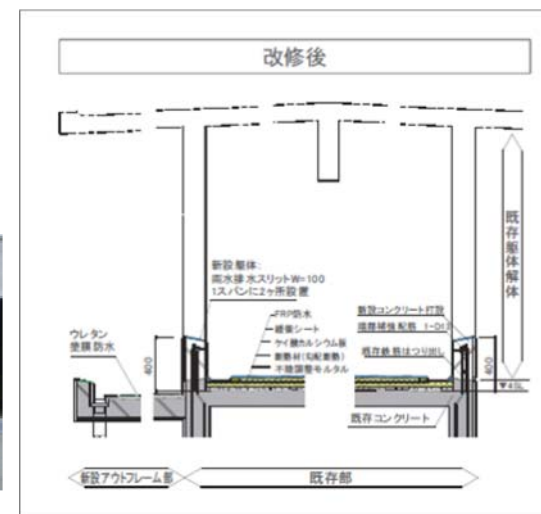 改修後
既存躯体解体
新設躯体:
雨水排水スリットW=100
1スパンに2ヶ所設置
FRP防水
緩衝シート
ケイ酸カルシウム板
断熱材(勾配断熱)
不陸調整モルタル
ウレタン
塗膜防水
400
新設コンクリート打設
既存鉄筋はつり出し
400
▼4SL
既存コンクリート
新設アウトフレーム部
既存部